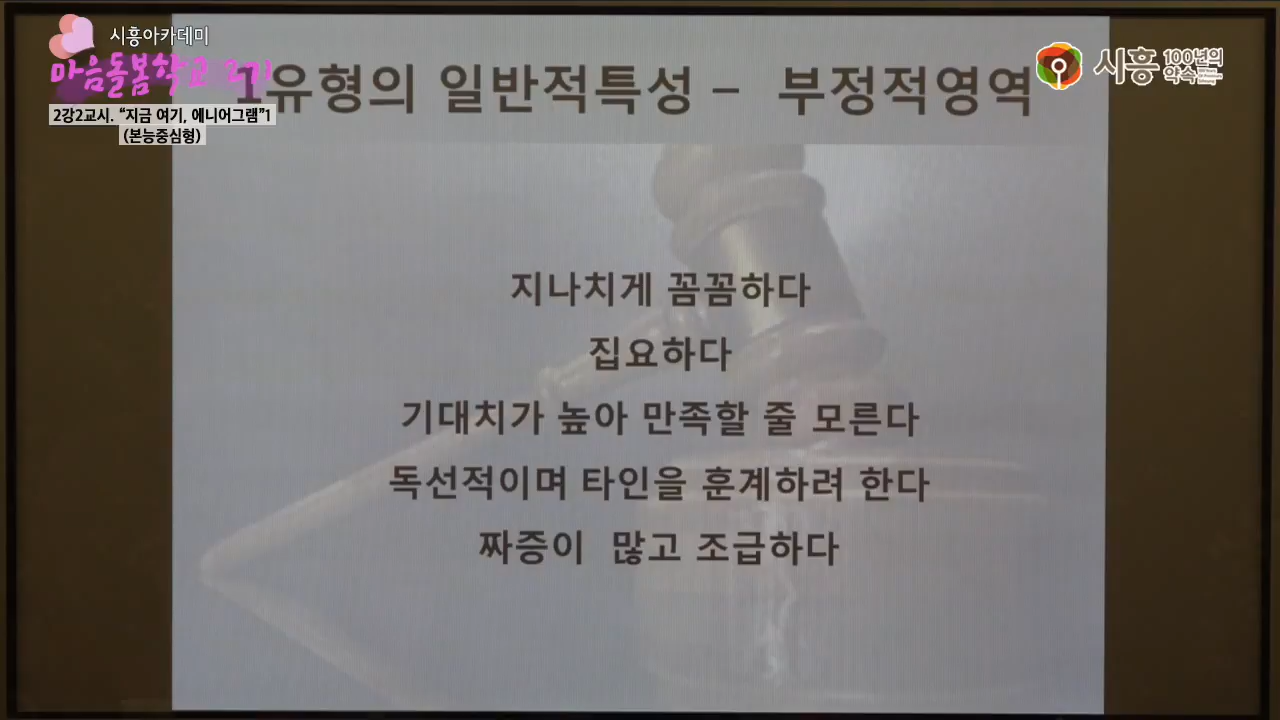 시흥아카데미
마음돌봄학교 2기
2강2교시. “지금 여기, 에니어그램”1
(본능중심형)
시흥 100년의
약속
1유형의 일반적특성 – 부정적영역
지나치게 꼼꼼하다
집요하다
기대치가 높아 만족할 줄 모른다
독선적이며 타인을 훈계하려 한다
짜증이 많고 조급하다